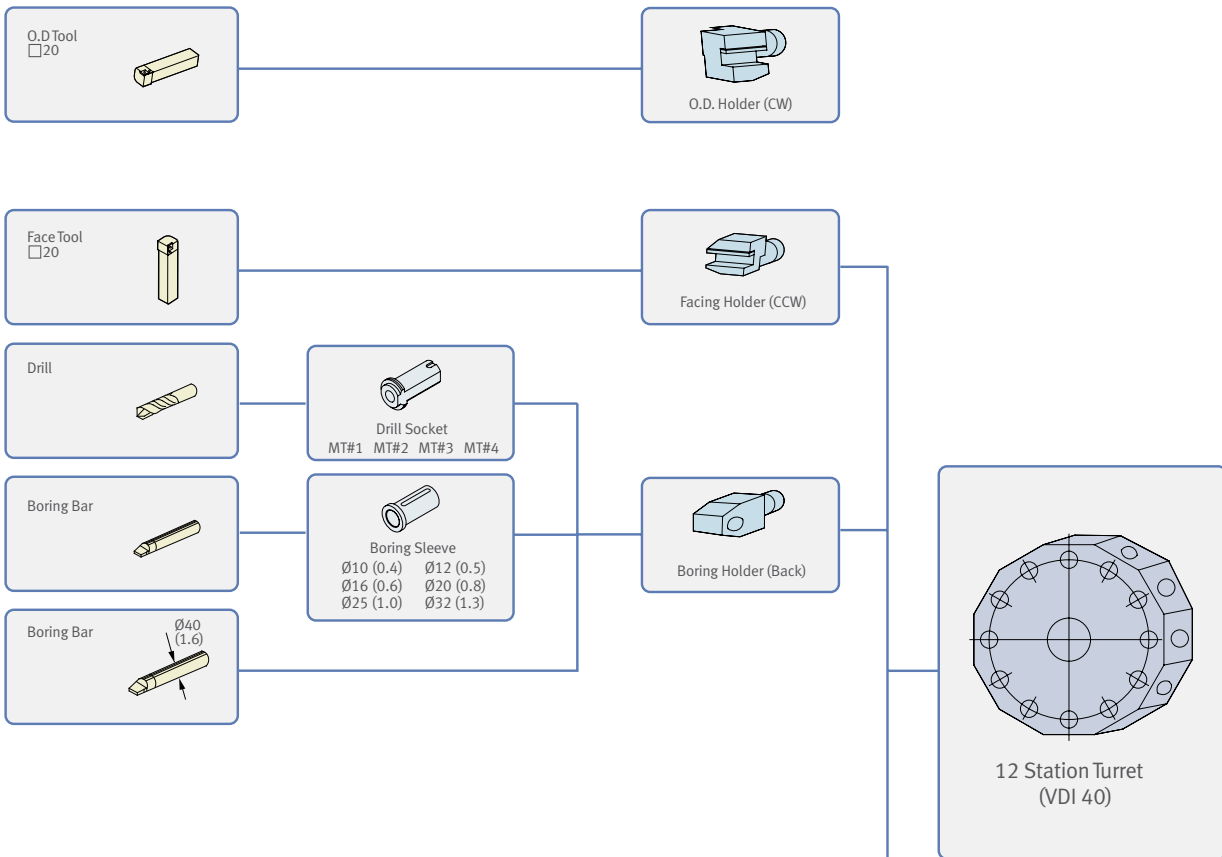 O.D Tool
□20
O.D. Holder (CW)
Face Tool
□20
Facing Holder (CCW)
Drill
Drill Socket
MT#1 MT#2 MT#3 MT#4
Boring Bar
Boring Sleeve
Ø10 (0.4) Ø12 (0.5)
Ø16 (0.6) Ø20 (0.8)
Ø25 (1.0) Ø32 (1.3)
Boring Holder (Back)
Boring Bar
Ø40
(1.6)
12 Station Turret
(VDI 40)